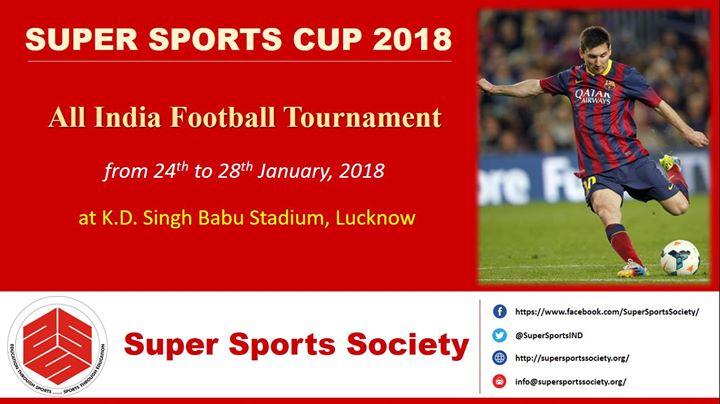 SUPER SPORTS CUP 2018
All India Football Tournament
from 24th to 28th January, 2018
at K.D. Singh Babu Stadium, Lucknow
QATAR
AIRWAYS
SSS
EDUCATION THROUGH SPORTS ...... SPORTS THROUGH EDUCATION
Super Sports Society
https://www.facebook.com/SuperSportsSociety/
@SuperSportsIND
http://supersportssociety.org/
info@supersportssociety.org/